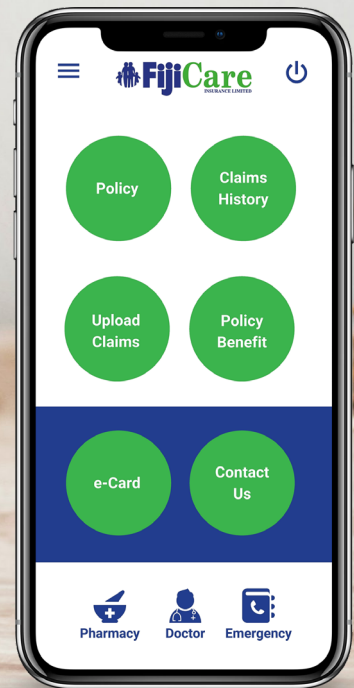 FijiCare
INSURANCE LIMITED
Policy
Claims
History
Upload
Claims
Policy
Benefit
e-Card
Contact
Us
Pharmacy
Doctor
Emergency